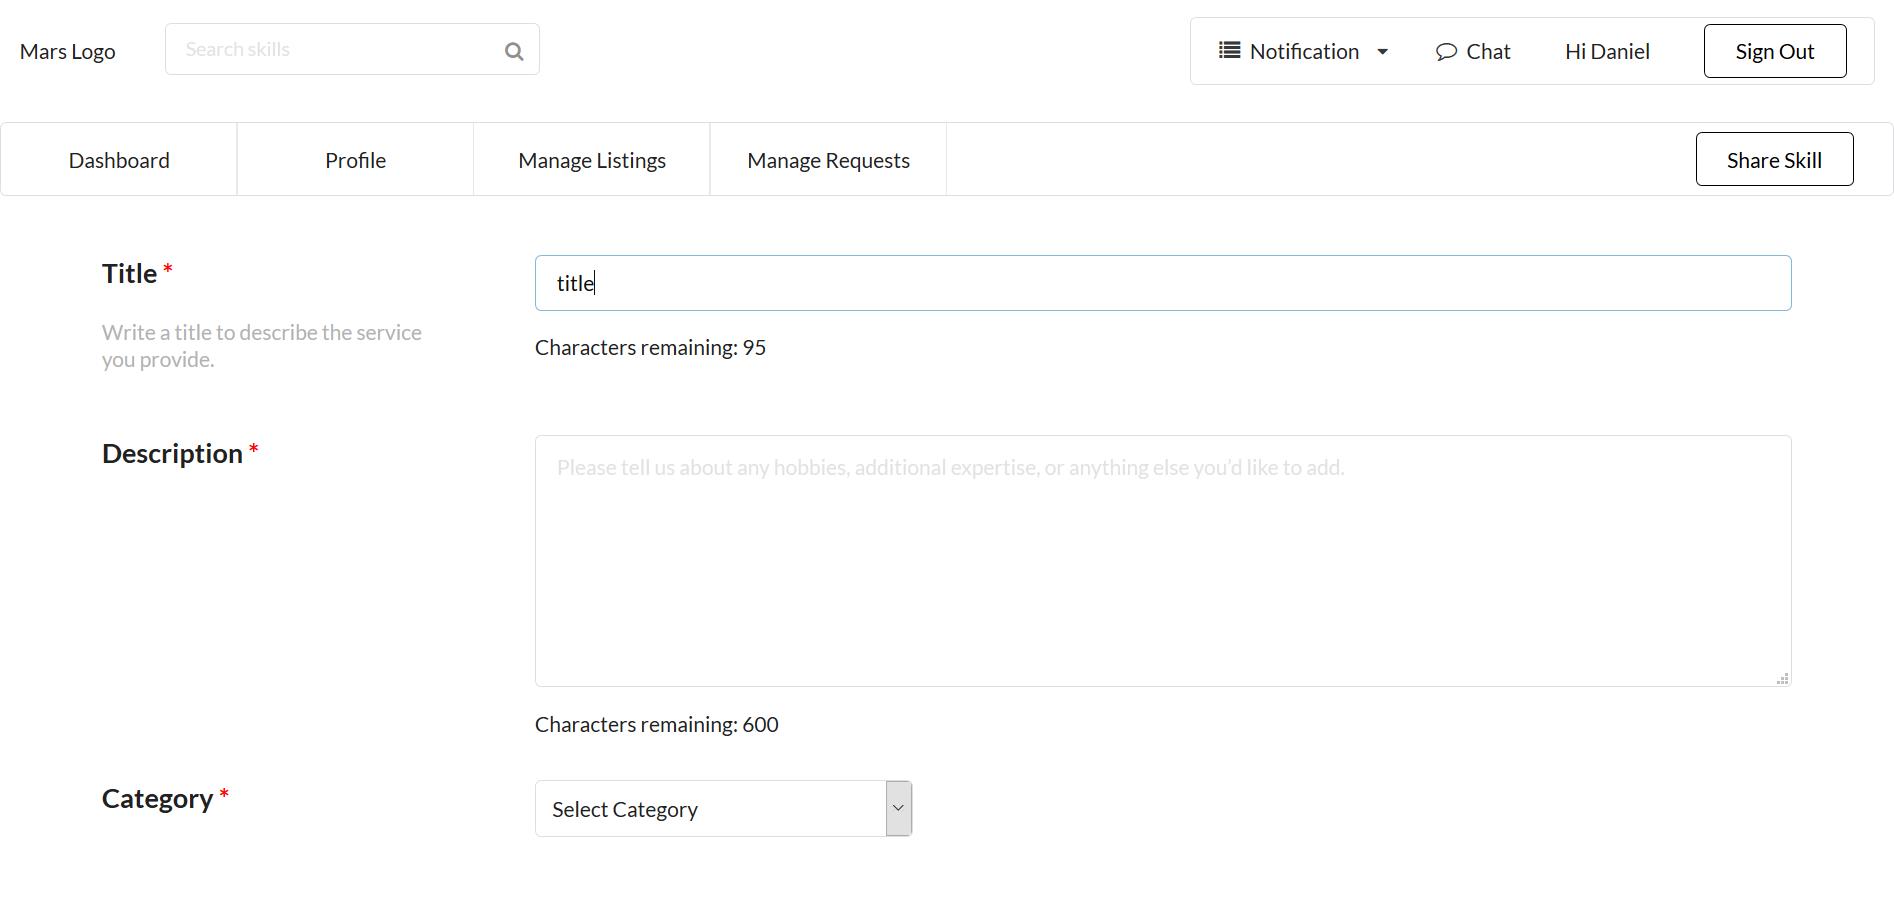 Mars Logo
Search skills
Notification
Chat
Hi Daniel
Sign Out
Dashboard
Profile
Manage Listings
Manage Requests
Share Skill
Title *
title
Write a title to describe the service
you provide.
Characters remaining: 95
Description *
Please tell us about any hobbies, additional expertise, or anything else you'd like to add.
Characters remaining: 600
Category *
Select Category